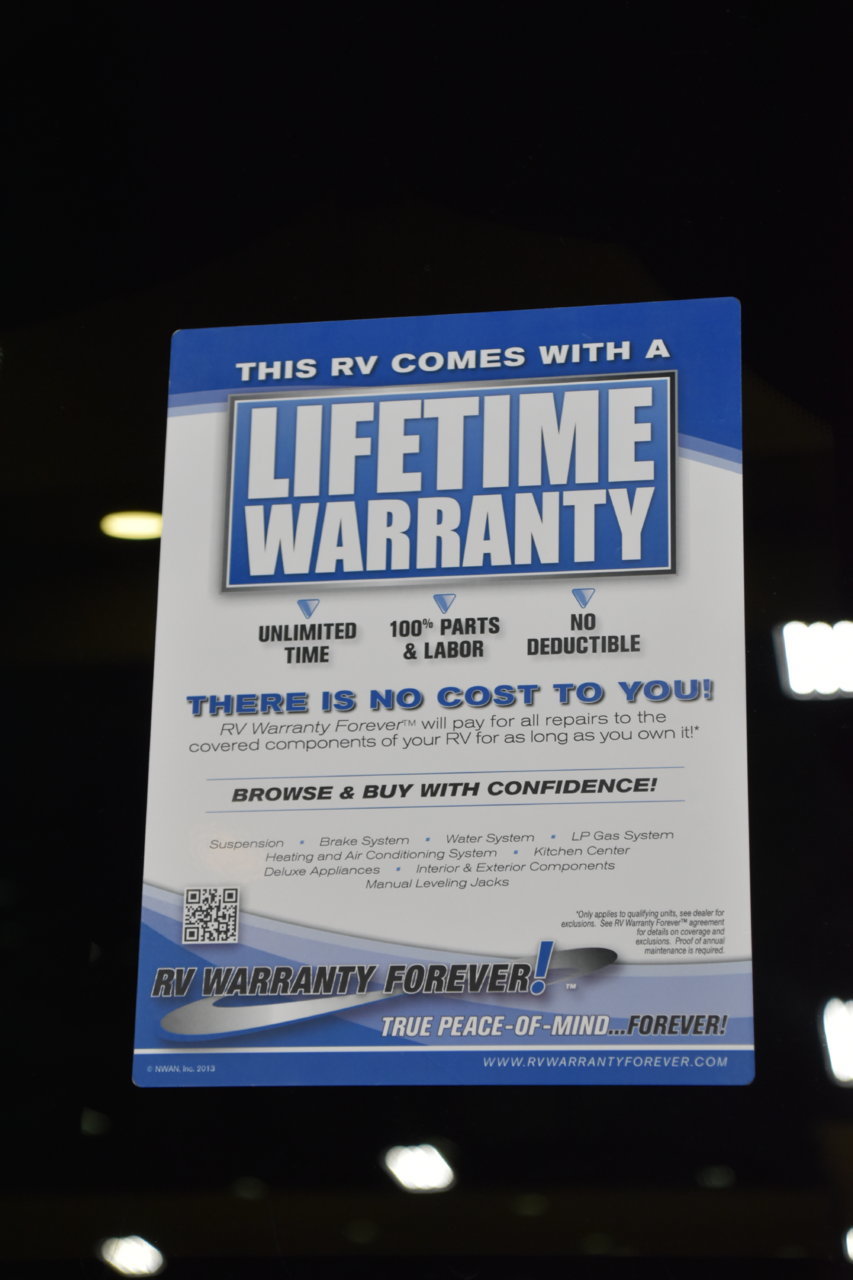 THIS RV COMES WITH A
LIFETIME
WARRANTY
UNLIMITED TIME
100% PARTS & LABOR
NO DEDUCTIBLE
THERE IS NO COST TO YOU!
RV Warranty Forever™ will pay for all repairs to the
covered components of your RV for as long as you own it!*
BROWSE & BUY WITH CONFIDENCE!
Suspension • Brake System • Water System • LP Gas System
Heating and Air Conditioning System • Kitchen Center
Deluxe Appliances • Interior & Exterior Components
Manual Leveling Jacks
*Only applies to qualifying units, see dealer for
exclusions. See RV Warranty Forever™ agreement
for details on coverage and
exclusions. Proof of annual
maintenance is required.
RV WARRANTY FOREVER! ™
TRUE PEACE-OF-MIND...FOREVER!
© NWAN, Inc. 2013
WWW.RVWARRANTYFOREVER.COM